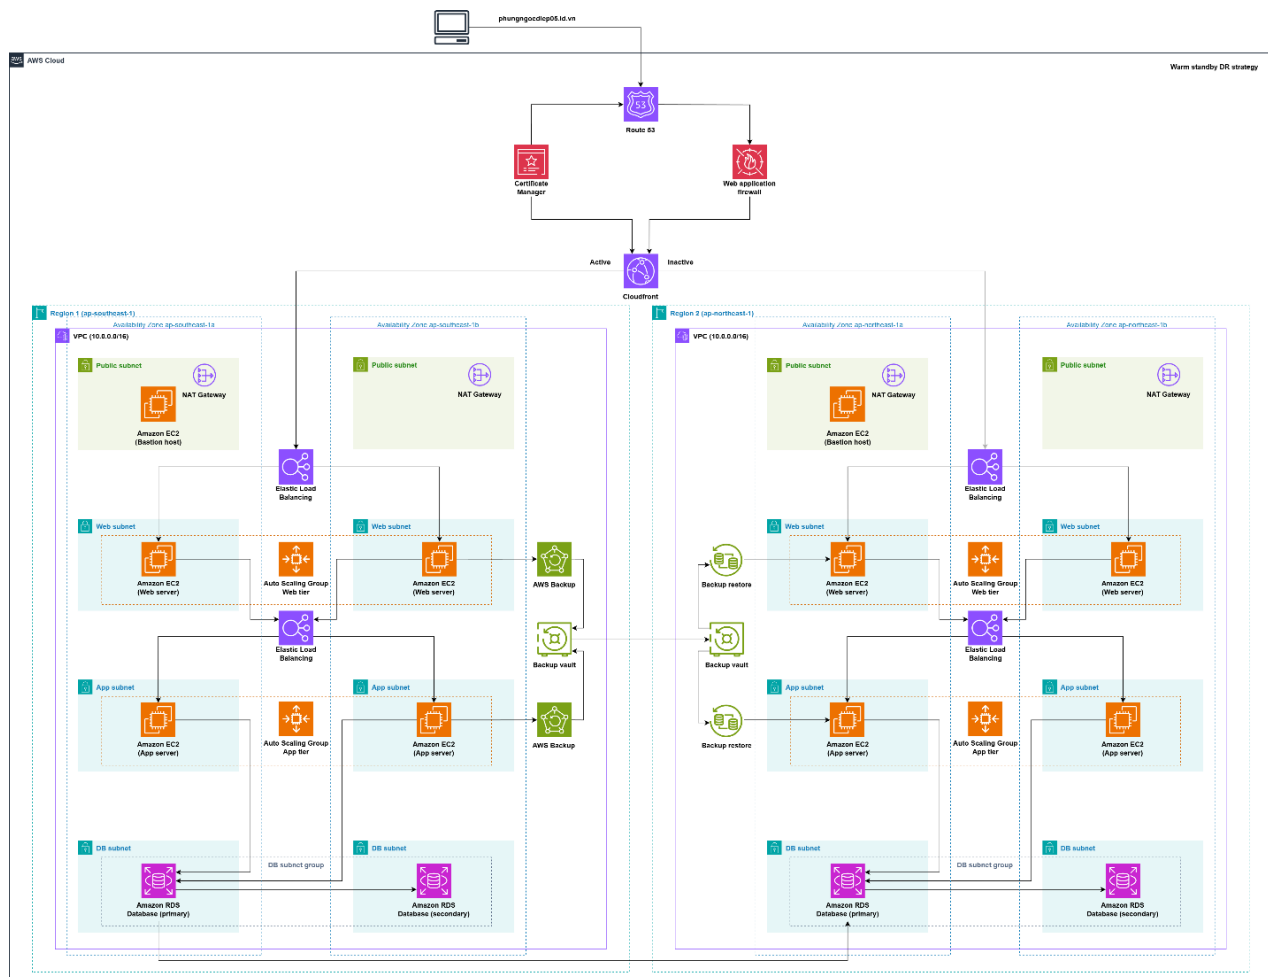 phungngocdiep05.id.vn
aws
AWS Cloud
Warm standby DR strategy
53
Route 53
Certificate
Manager
Web application
firewall
Active
Inactive
Cloudfront
Region 1 (ap-southeast-1)
Availability Zone ap-southeast-1a
Availability Zone ap-southeast-1b
VPC (10.0.0.0/16)
Public subnet
NAT Gateway
Amazon EC2
(Bastion host)
Public subnet
NAT Gateway
Elastic Load
Balancing
Web subnet
Amazon EC2
(Web server)
Auto Scaling Group
Web tier
Web subnet
Amazon EC2
(Web server)
AWS Backup
Elastic Load
Balancing
Backup vault
App subnet
Amazon EC2
(App server)
Auto Scaling Group
App tier
App subnet
Amazon EC2
(App server)
AWS Backup
DB subnet
DB subnet group
Amazon RDS
Database (primary)
DB subnet
Amazon RDS
Database (secondary)
Region 2 (ap-northeast-1)
Availability Zone ap-northeast-1a
Availability Zone ap-northeast-1b
VPC (10.0.0.0/16)
Public subnet
NAT Gateway
Amazon EC2
(Bastion host)
Public subnet
NAT Gateway
Elastic Load
Balancing
Backup restore
Web subnet
Amazon EC2
(Web server)
Auto Scaling Group
Web tier
Web subnet
Amazon EC2
(Web server)
Backup vault
Elastic Load
Balancing
Backup restore
App subnet
Amazon EC2
(App server)
Auto Scaling Group
App tier
App subnet
Amazon EC2
(App server)
DB subnet
DB subnet group
Amazon RDS
Database (primary)
DB subnet
Amazon RDS
Database (secondary)